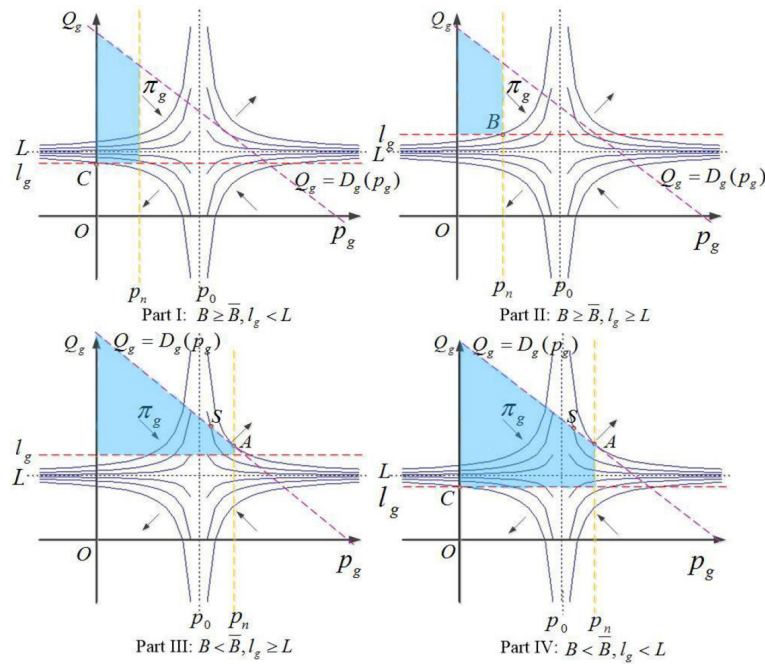 Q_g
π_g
L
l_g
C
Q_g = D_g(p_g)
O
p_g
p_n
p_0
Part I: B ≥ B̅, l_g < L
Q_g
π_g
B
l_g
L
Q_g = D_g(p_g)
O
p_g
p_n
p_0
Part II: B ≥ B̅, l_g ≥ L
Q_g
Q_g = D_g(p_g)
π_g
S
A
l_g
L
O
p_g
p_0
p_n
Part III: B < B̅, l_g ≥ L
Q_g
Q_g = D_g(p_g)
π_g
S
A
L
l_g
C
O
p_g
p_0
p_n
Part IV: B < B̅, l_g < L